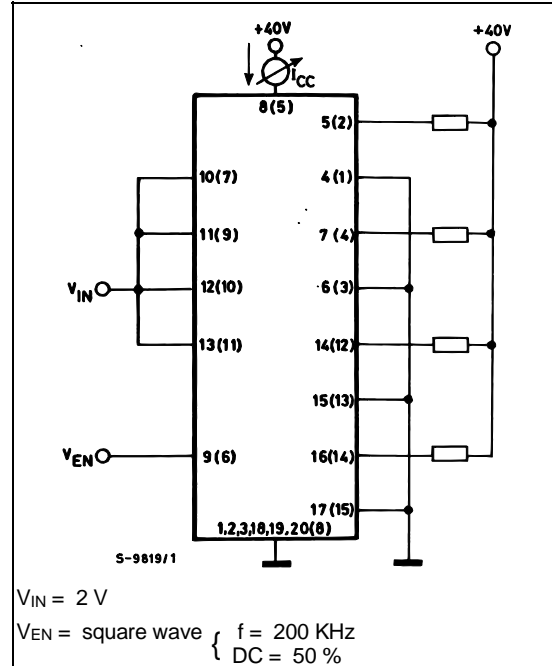 +40V
+40V
ICC
8(5)
5(2)
10(7)
4(1)
11(9)
7(4)
VIN
12(10)
6(3)
13(11)
14(12)
15(13)
VEN
9(6)
16(14)
17(15)
1,2,3,18,19,20(8)
S-9819/1
VIN = 2 V
VEN = square wave { f = 200 KHz
DC = 50 %